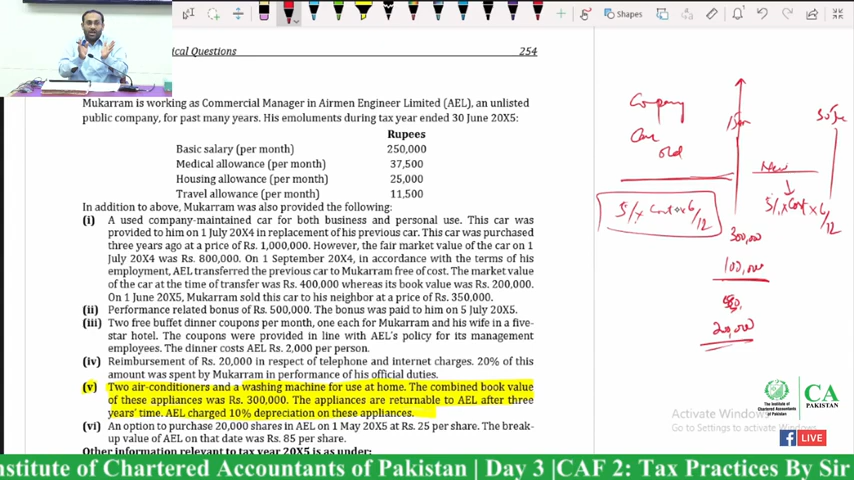 Shapes
ical Questions
254
Mukarram is working as Commercial Manager in Airmen Engineer Limited (AEL), an unlisted
public company, for past many years. His emoluments during tax year ended 30 June 20X5:
Rupees
Basic salary (per month) 250,000
Medical allowance (per month) 37,500
Housing allowance (per month) 25,000
Travel allowance (per month) 11,500
In addition to above, Mukarram was also provided the following:
(i) A used company-maintained car for both business and personal use. This car was
provided to him on 1 July 20X4 in replacement of his previous car. This car was purchased
three years ago at a price of Rs. 1,000,000. However, the fair market value of the car on 1
July 20X4 was Rs. 800,000. On 1 September 20X4, in accordance with the terms of his
employment, AEL transferred the previous car to Mukarram free of cost. The market value
of the car at the time of transfer was Rs. 400,000 whereas its book value was Rs. 200,000.
On 1 June 20X5, Mukarram sold this car to his neighbor at a price of Rs. 350,000.
(ii) Performance related bonus of Rs. 500,000. The bonus was paid to him on 5 July 20X5.
(iii) Two free buffet dinner coupons per month, one each for Mukarram and his wife in a five-
star hotel. The coupons were provided in line with AEL's policy for its management
employees. The dinner costs AEL Rs. 2,000 per person.
(iv) Reimbursement of Rs. 20,000 in respect of telephone and internet charges. 20% of this
amount was spent by Mukarram in performance of his official duties.
(v) Two air-conditioners and a washing machine for use at home. The combined book value
of these appliances was Rs. 300,000. The appliances are returnable to AEL after three
years' time. AEL charged 10% depreciation on these appliances.
(vi) An option to purchase 20,000 shares in AEL on 1 May 20X5 at Rs. 25 per share. The break-
up value of AEL on that date was Rs. 85 per share.
Other information relevant to tax year 20X5 is as under:
Company
Car
old
New
5% x Cost x 6/12
5% x Cost x 6/12
300,000
100,000
20,000
The Institute of
Chartered Accountants
of Pakistan
CA
PAKISTAN
Activate Windows
Go to Settings to activate Windows
f LIVE
nstitute of Chartered Accountants of Pakistan | Day 3 |CAF 2: Tax Practices By Sir